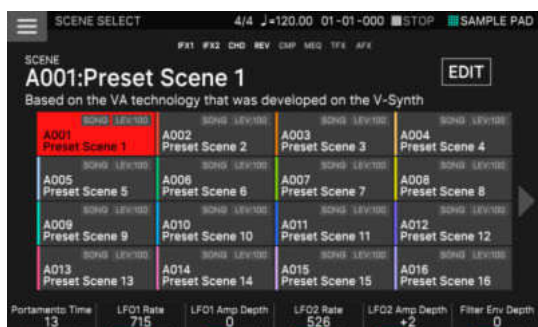 SCENE SELECT 4/4 ♩=120.00 01-01-000 STOP SAMPLE PAD
IFX1 IFX2 CHO REV CMP MEQ TFX AFX
SCENE
A001:Preset Scene 1
EDIT
Based on the VA technology that was developed on the V-Synth
SONG LEV:100 SONG LEV:100 SONG LEV:100 SONG LEV:100
A001 A002 A003 A004
Preset Scene 1 Preset Scene 2 Preset Scene 3 Preset Scene 4
SONG LEV:100 SONG LEV:100 SONG LEV:100 SONG LEV:100
A005 A006 A007 A008
Preset Scene 5 Preset Scene 6 Preset Scene 7 Preset Scene 8
SONG LEV:100 SONG LEV:100 SONG LEV:100 SONG LEV:100
A009 A010 A011 A012
Preset Scene 9 Preset Scene 10 Preset Scene 11 Preset Scene 12
SONG LEV:100 SONG LEV:100 SONG LEV:100 SONG LEV:100
A013 A014 A015 A016
Preset Scene 13 Preset Scene 14 Preset Scene 15 Preset Scene 16
Portamento Time LFO1 Rate LFO1 Amp Depth LFO2 Rate LFO2 Amp Depth Filter Env Depth
13 715 0 526 +2 0